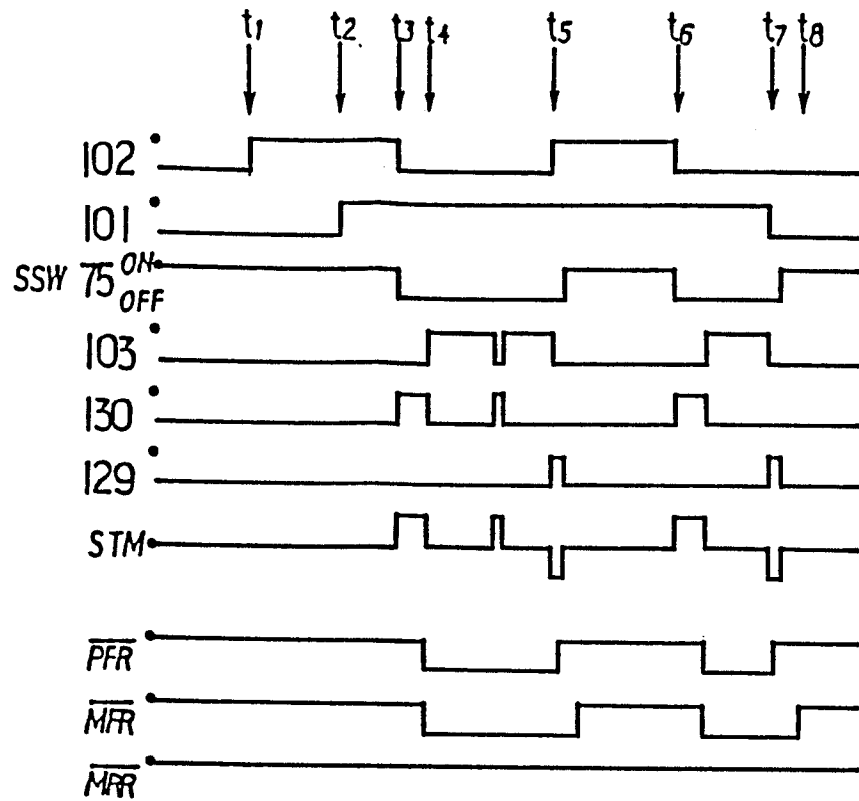 t1 t2 t3 t4 t5 t6 t7 t8
102
101
SSW 75 ON OFF
103
130
129
STM
PFR
MFR
MRR